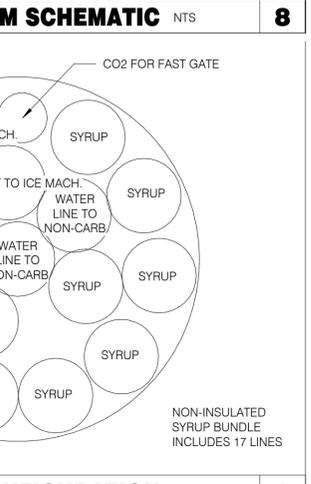 M SCHEMATIC NTS 8
CO2 FOR FAST GATE
CH.
SYRUP
T TO ICE MACH.
SYRUP
WATER
LINE TO
NON-CARB
WATER
LINE TO
ON-CARB
SYRUP
SYRUP
SYRUP
SYRUP
NON-INSULATED
SYRUP BUNDLE
INCLUDES 17 LINES